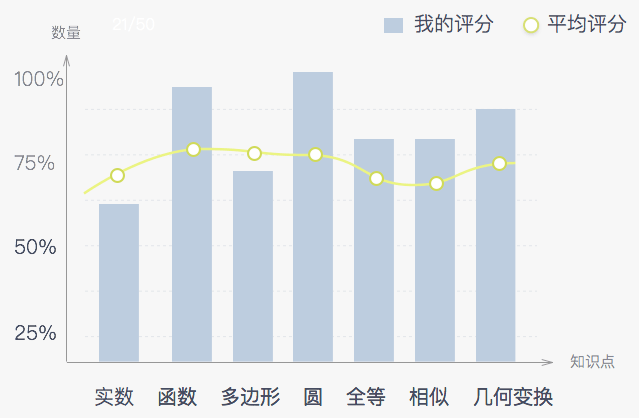 数量
21/50
我的评分
平均评分
100%
75%
50%
25%
知识点
实数 函数 多边形 圆 全等 相似 几何变换